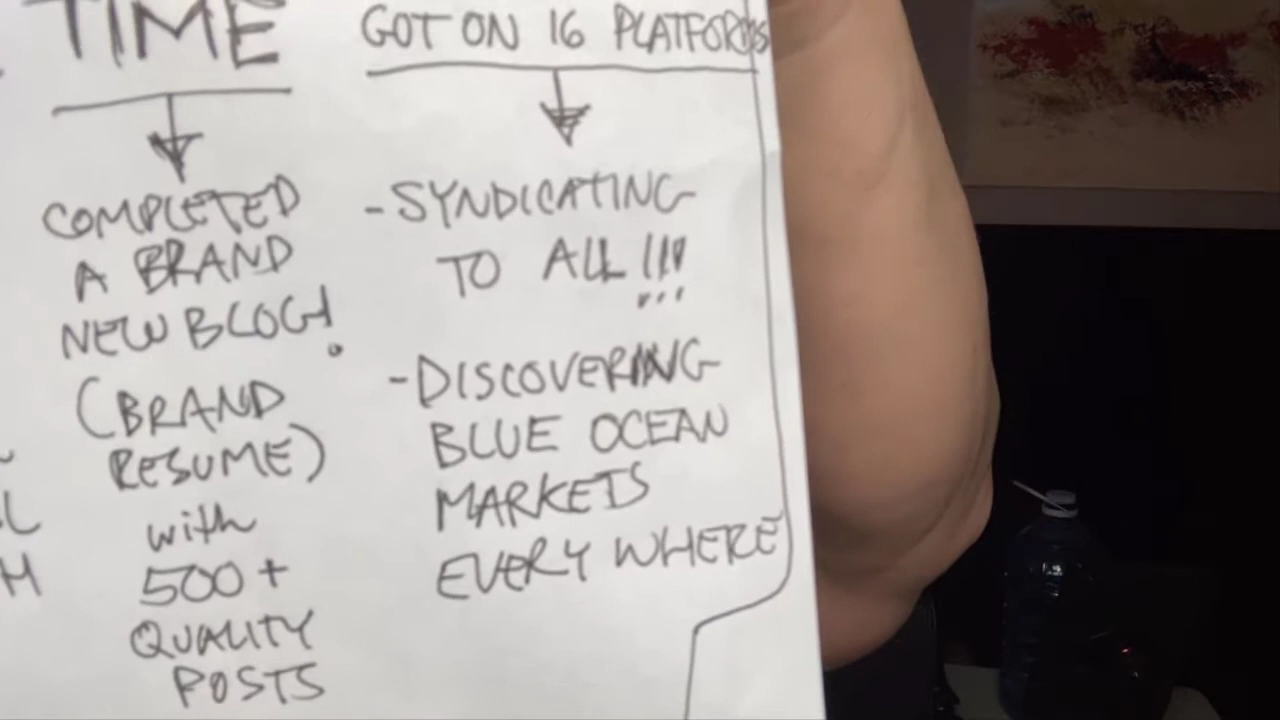 TIME
COMPLETED
A BRAND
NEW BLOG!
(BRAND
RESUME)
with
500+
QUALITY
POSTS
GOT ON 16 PLATFORMS
-SYNDICATING
TO ALL!!!
-DISCOVERING
BLUE OCEAN
MARKETS
EVERYWHERE